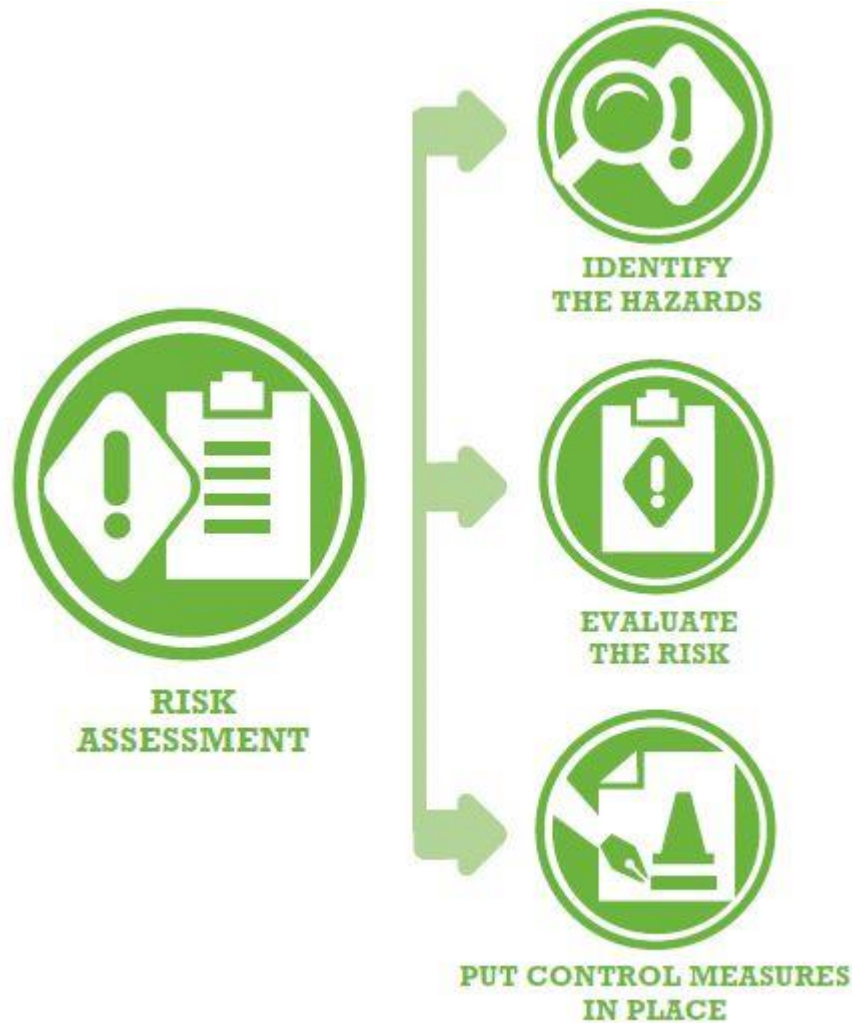 RISK
ASSESSMENT
IDENTIFY
THE HAZARDS
EVALUATE
THE RISK
PUT CONTROL MEASURES
IN PLACE